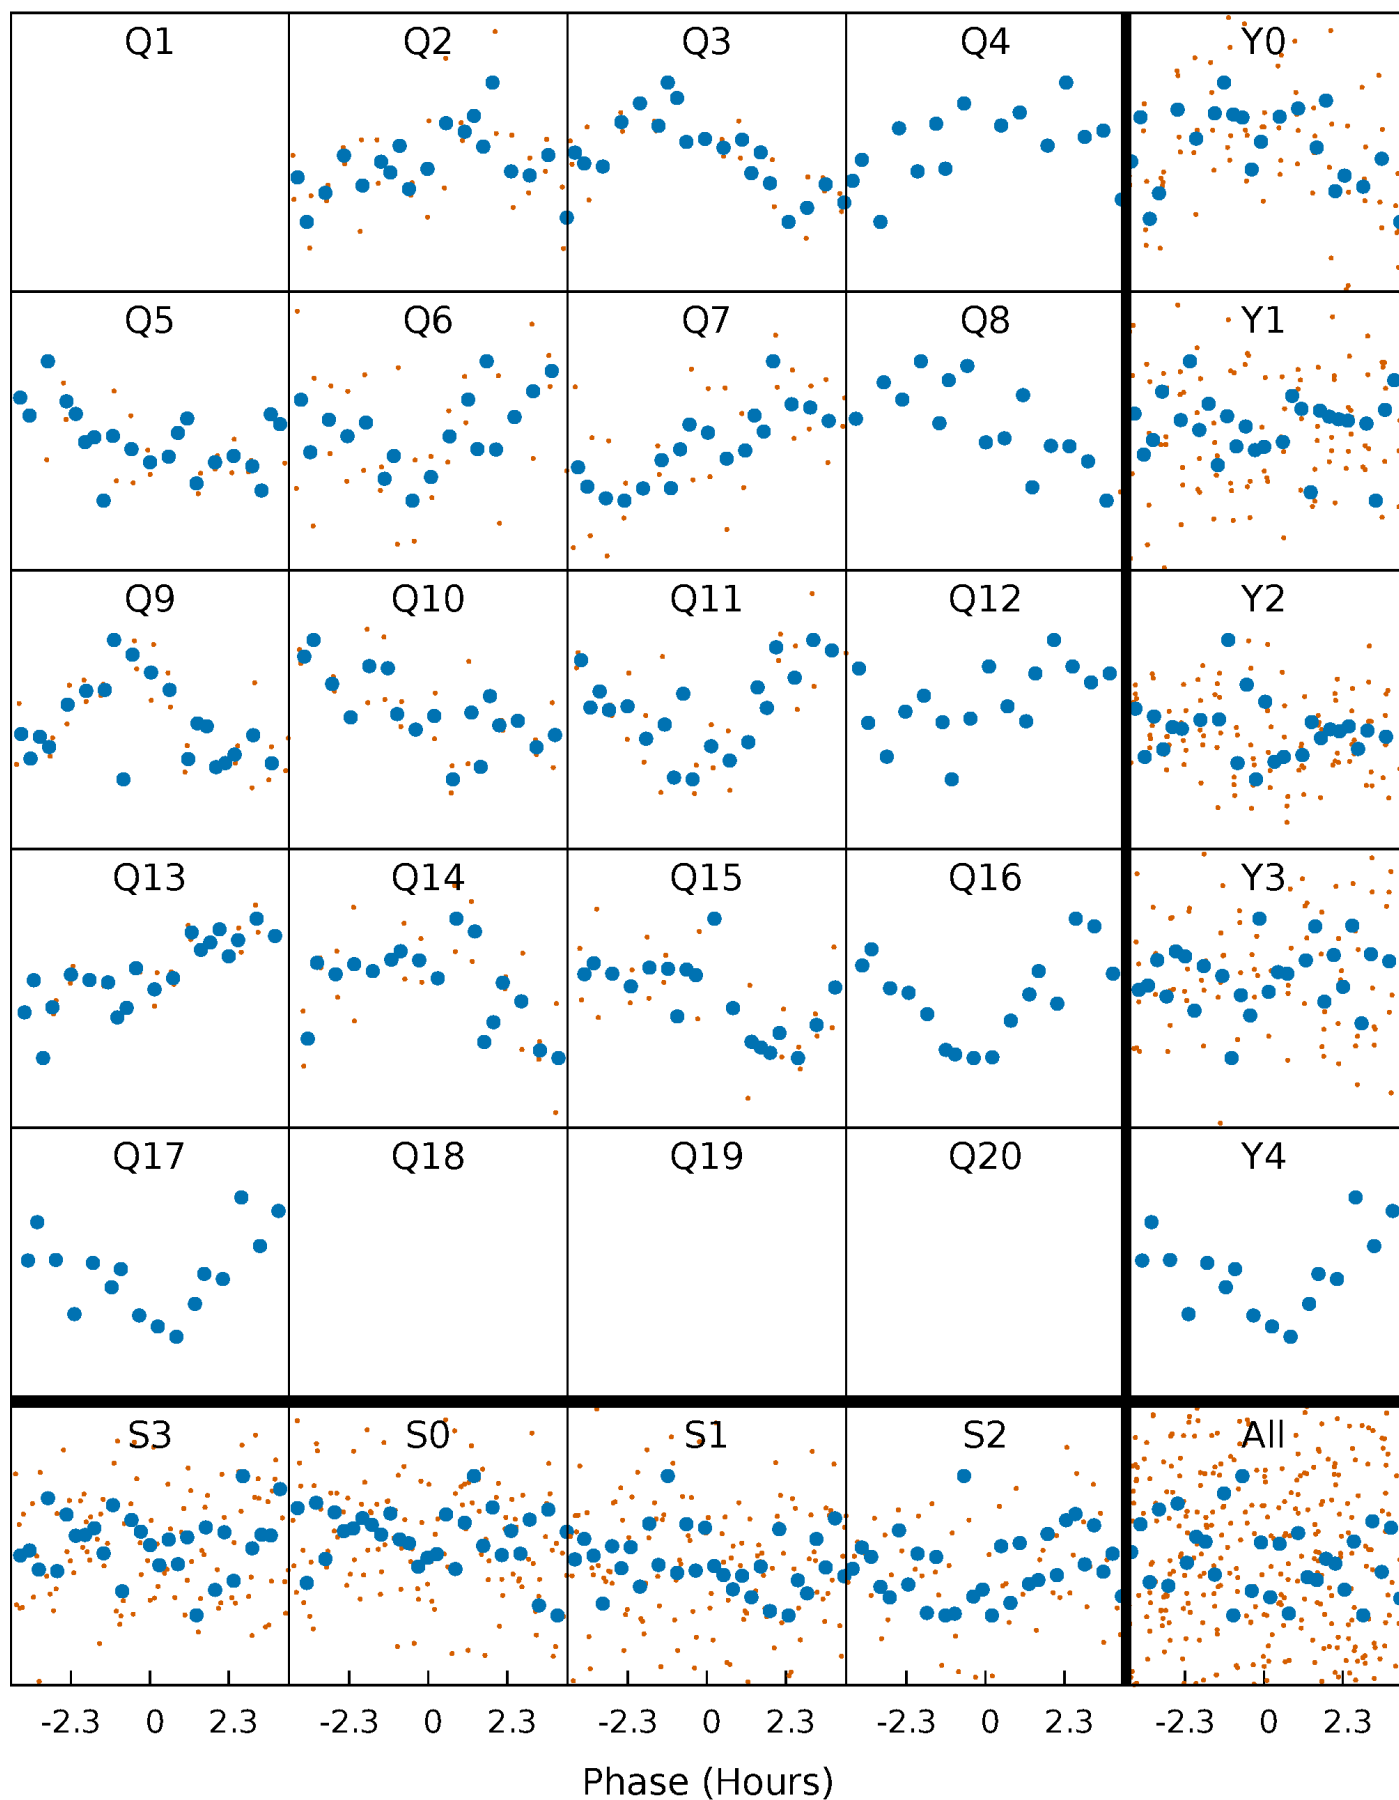 Q1 Q2 Q3 Q4 Y0
Q5 Q6 Q7 Q8 Y1
Q9 Q10 Q11 Q12 Y2
Q13 Q14 Q15 Q16 Y3
Q17 Q18 Q19 Q20 Y4
S3 S0 S1 S2 All
-2.3 0 2.3 -2.3 0 2.3 -2.3 0 2.3 -2.3 0 2.3 -2.3 0 2.3
Phase (Hours)